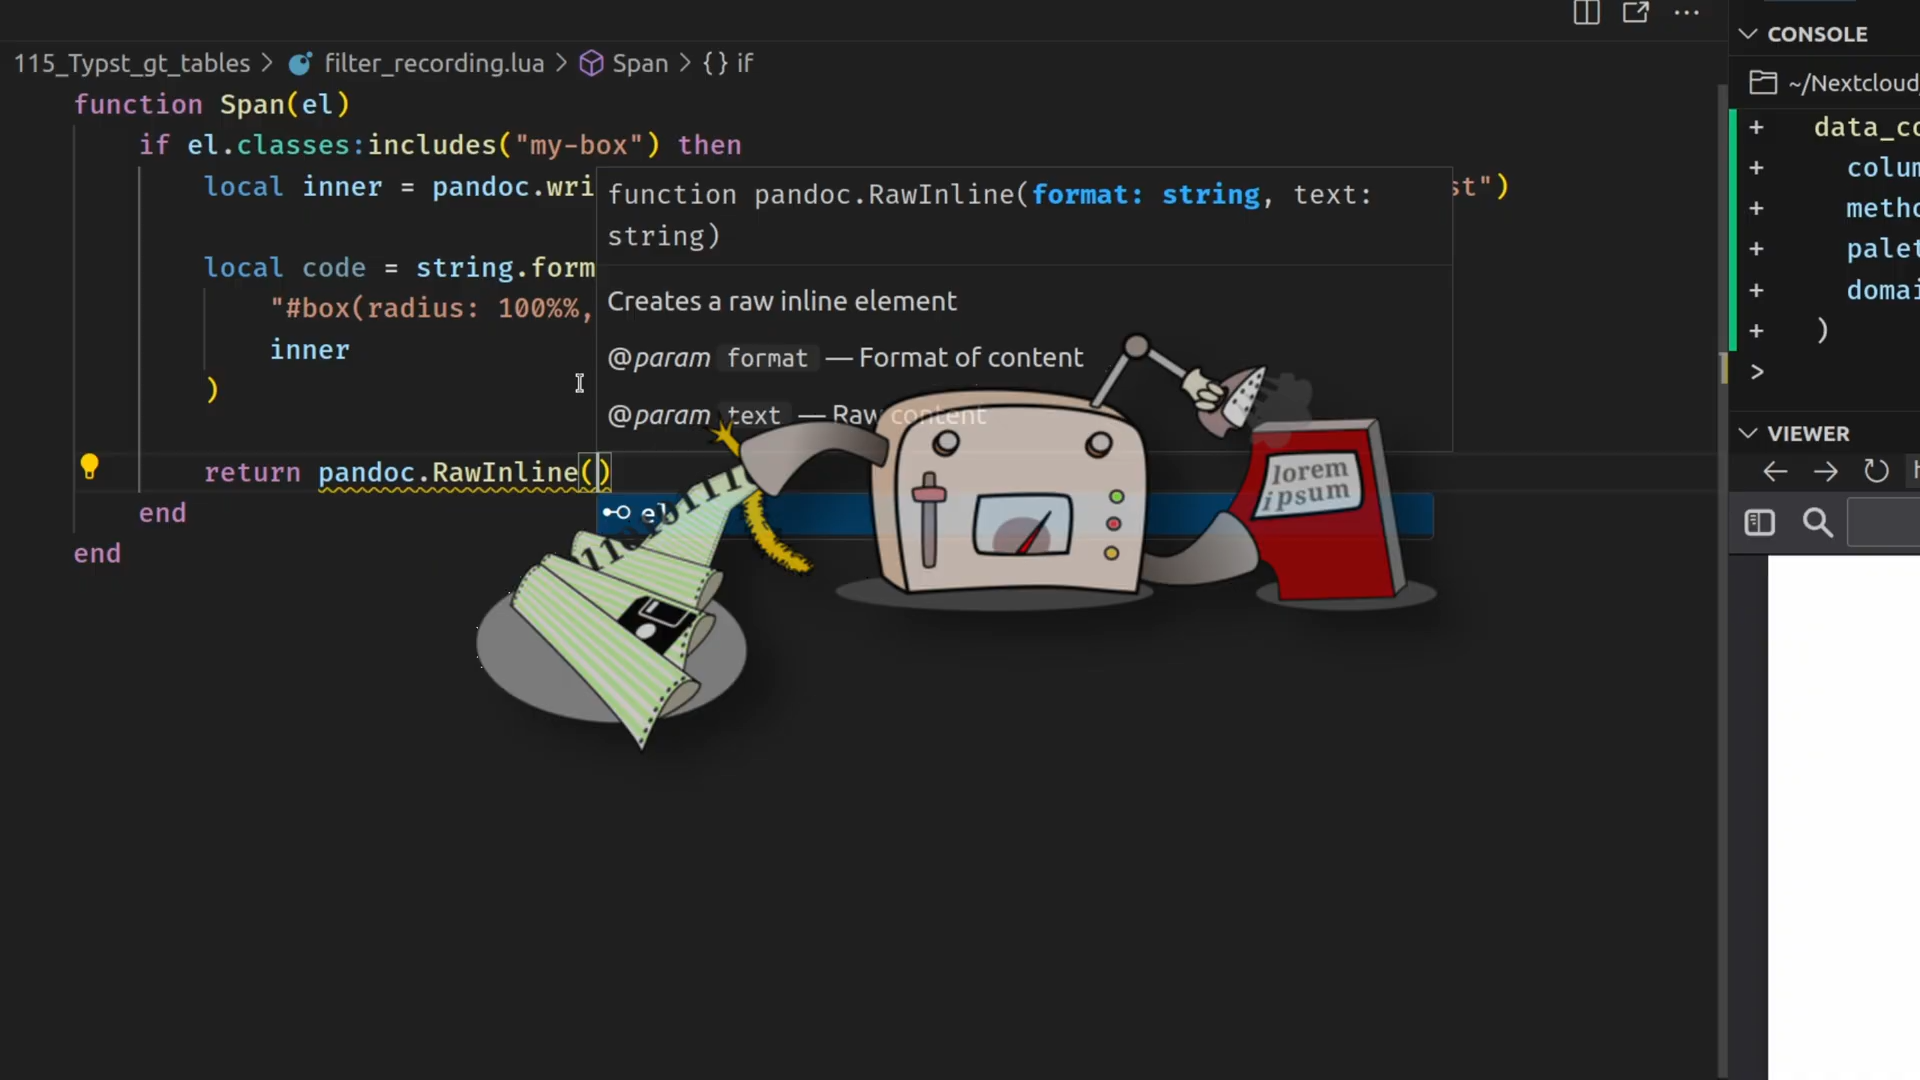 CONSOLE
115_Typst_gt_tables > filter_recording.lua > Span > {} if
~/Nextcloud
function Span(el)
if el.classes:includes("my-box") then
local inner = pandoc.wri
st")
function pandoc.RawInline(format: string, text:
string)
Creates a raw inline element
@param format — Format of content
@param text — Raw content
local code = string.form
"#box(radius: 100%%,
inner
)
return pandoc.RawInline()
el
end
end
lorem
ipsum
+ data_co
+ colum
+ metho
+ palet
+ domai
+ )
>
VIEWER